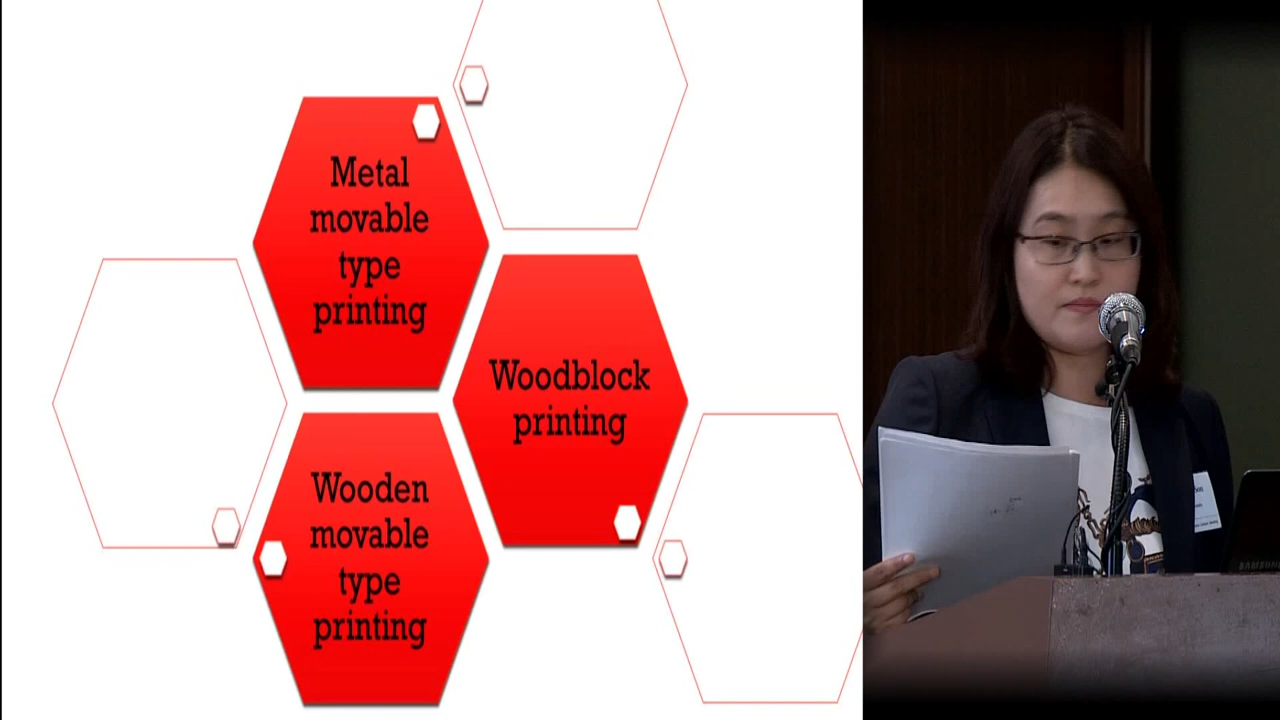 Metal
movable
type
printing
Woodblock
printing
Wooden
movable
type
printing